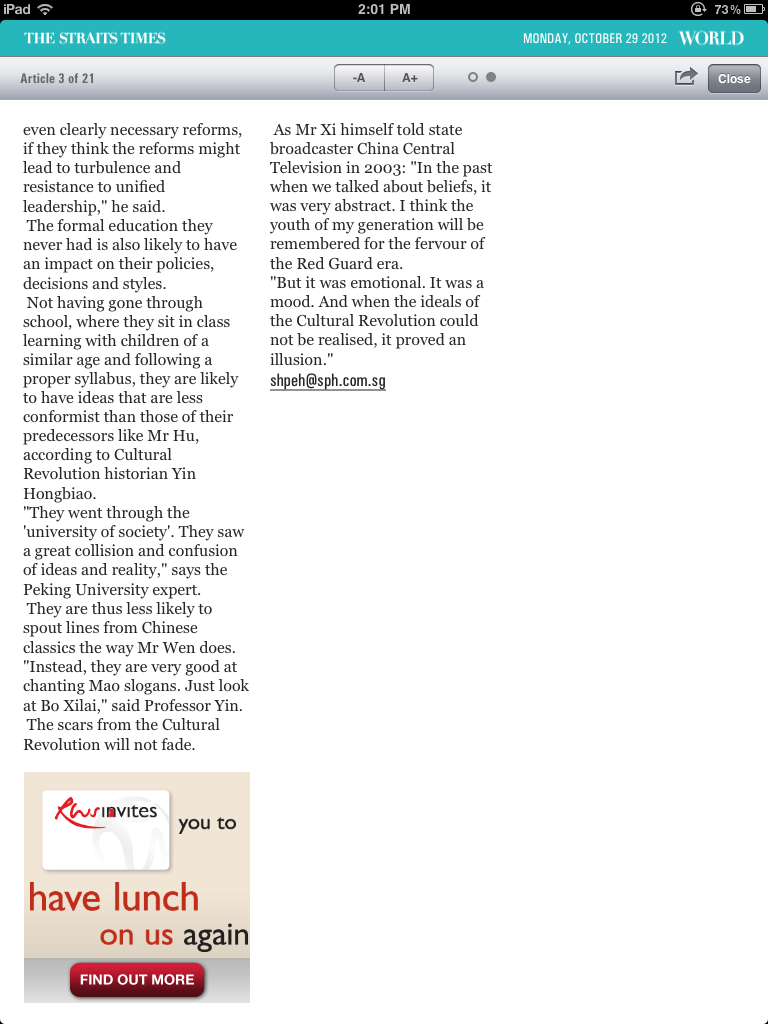 iPad
2:01 PM
73%
THE STRAITS TIMES
MONDAY, OCTOBER 29 2012 WORLD
Article 3 of 21
-A
A+
Close
even clearly necessary reforms,
if they think the reforms might
lead to turbulence and
resistance to unified
leadership," he said.
The formal education they
never had is also likely to have
an impact on their policies,
decisions and styles.
Not having gone through
school, where they sit in class
learning with children of a
similar age and following a
proper syllabus, they are likely
to have ideas that are less
conformist than those of their
predecessors like Mr Hu,
according to Cultural
Revolution historian Yin
Hongbiao.
"They went through the
'university of society'. They saw
a great collision and confusion
of ideas and reality," says the
Peking University expert.
They are thus less likely to
spout lines from Chinese
classics the way Mr Wen does.
"Instead, they are very good at
chanting Mao slogans. Just look
at Bo Xilai," said Professor Yin.
The scars from the Cultural
Revolution will not fade.
As Mr Xi himself told state
broadcaster China Central
Television in 2003: "In the past
when we talked about beliefs, it
was very abstract. I think the
youth of my generation will be
remembered for the fervour of
the Red Guard era.
"But it was emotional. It was a
mood. And when the ideals of
the Cultural Revolution could
not be realised, it proved an
illusion."
shpeh@sph.com.sg
invites
you to
have lunch
on us again
FIND OUT MORE